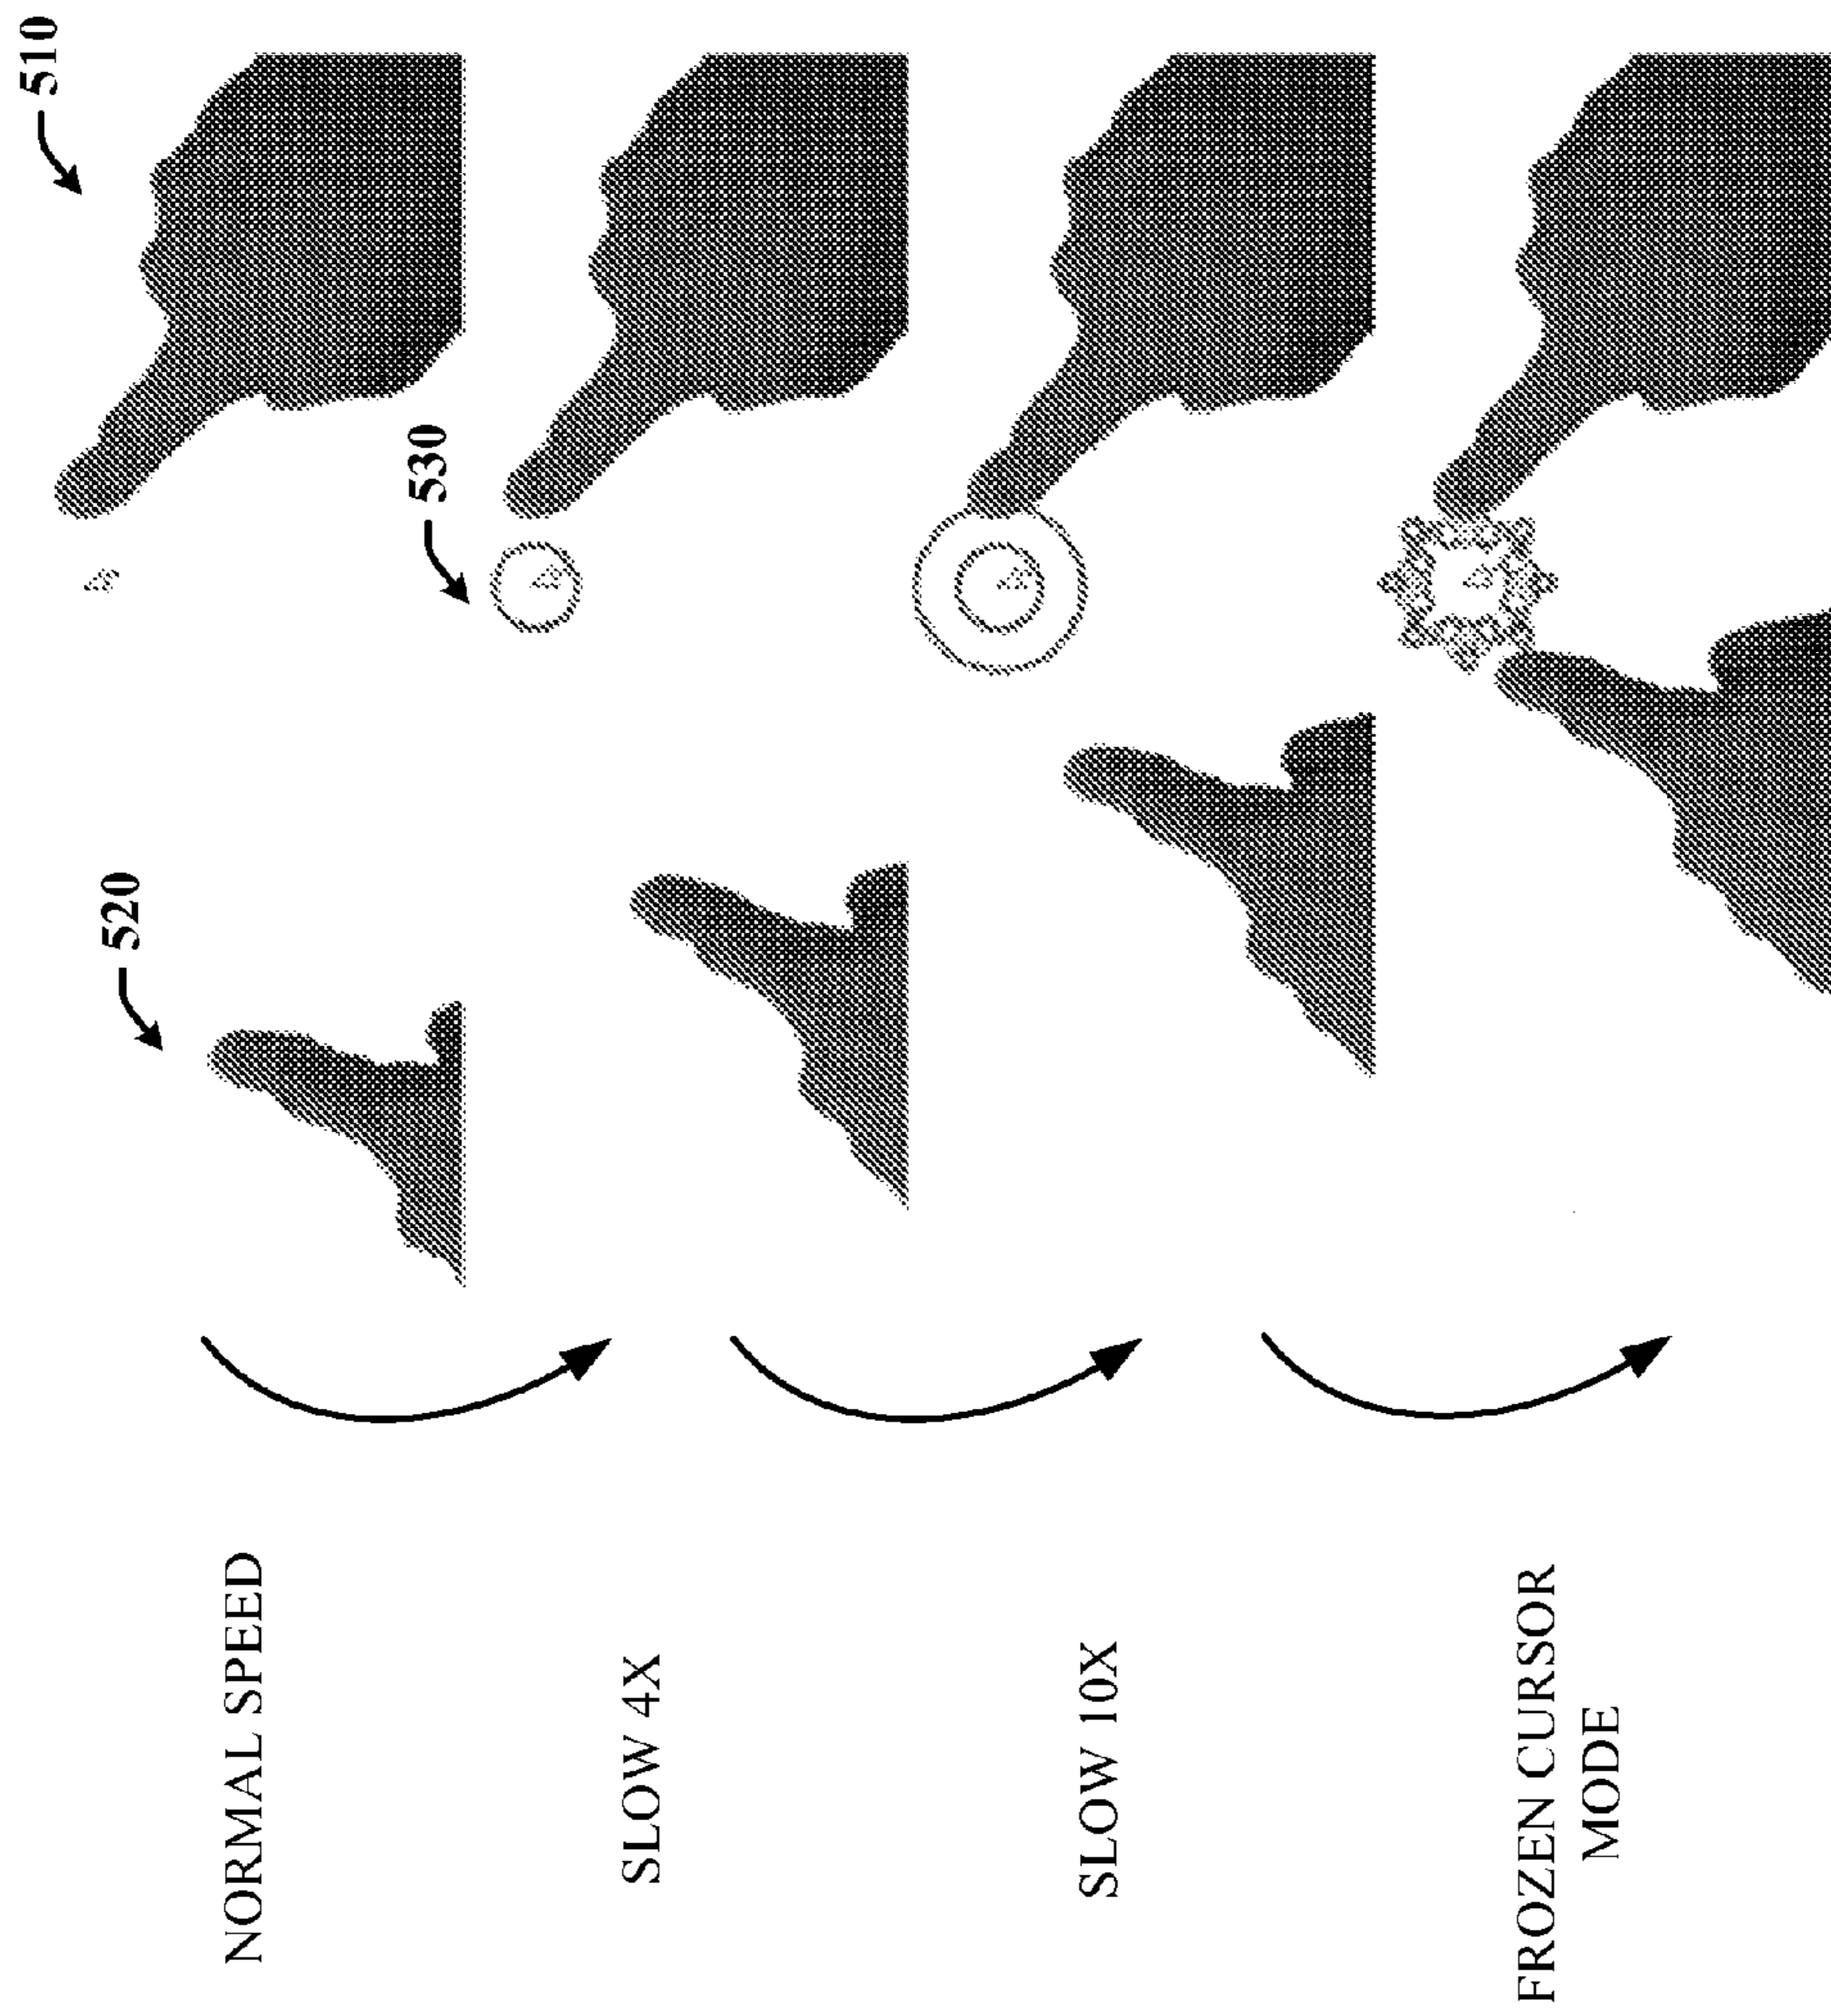 510
520
530
NORMAL SPEED
SLOW 4X
SLOW 10X
FROZEN CURSOR
MODE